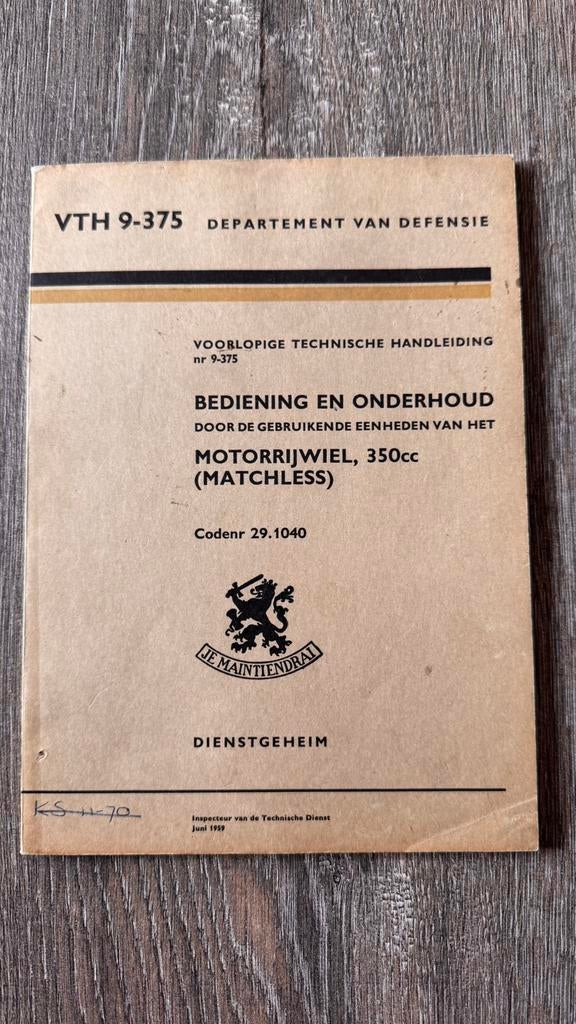 VTH 9-375 DEPARTEMENT VAN DEFENSIE
VOORLOPIGE TECHNISCHE HANDLEIDING
nr 9-375
BEDIENING EN ONDERHOUD
DOOR DE GEBRUIKENDE EENHEDEN VAN HET
MOTORRIJWIEL, 350cc
(MATCHLESS)
Codenr 29.1040
JE MAINTIENDRAI
DIENSTGEHEIM
Inspecteur van de Technische Dienst
Juni 1959